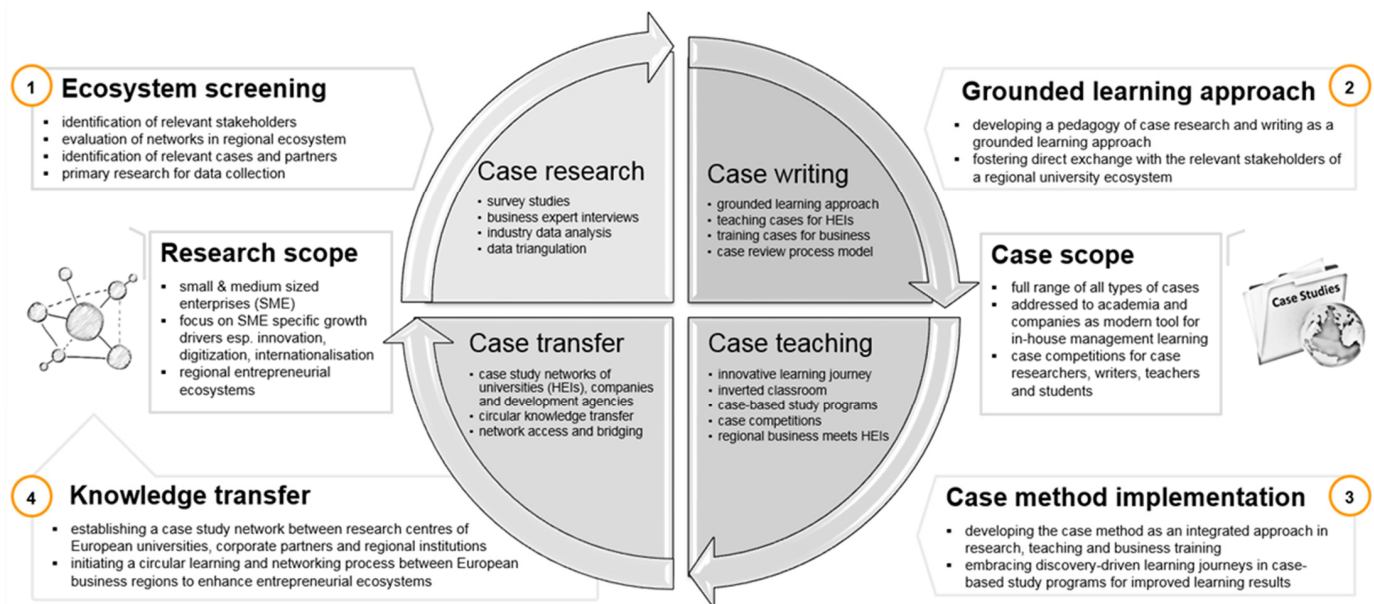 1
Ecosystem screening
▪ identification of relevant stakeholders
▪ evaluation of networks in regional ecosystem
▪ identification of relevant cases and partners
▪ primary research for data collection
Grounded learning approach
2
▪ developing a pedagogy of case research and writing as a
grounded learning approach
▪ fostering direct exchange with the relevant stakeholders of
a regional university ecosystem
Case research
• survey studies
• business expert interviews
• industry data analysis
• data triangulation
Case writing
• grounded learning approach
• teaching cases for HEIs
• training cases for business
• case review process model
Research scope
▪ small & medium sized
enterprises (SME)
▪ focus on SME specific growth
drivers esp. innovation,
digitization, internationalisation
▪ regional entrepreneurial
ecosystems
Case scope
▪ full range of all types of cases
▪ addressed to academia and
companies as modern tool for
in-house management learning
▪ case competitions for case
researchers, writers, teachers
and students
Case Studies
Case transfer
• case study networks of
universities (HEIs), companies
and development agencies
• circular knowledge transfer
• network access and bridging
Case teaching
• innovative learning journey
• inverted classroom
• case-based study programs
• case competitions
• regional business meets HEIs
4
Knowledge transfer
▪ establishing a case study network between research centres of
European universities, corporate partners and regional institutions
▪ initiating a circular learning and networking process between European
business regions to enhance entrepreneurial ecosystems
Case method implementation
3
▪ developing the case method as an integrated approach in
research, teaching and business training
▪ embracing discovery-driven learning journeys in case-
based study programs for improved learning results